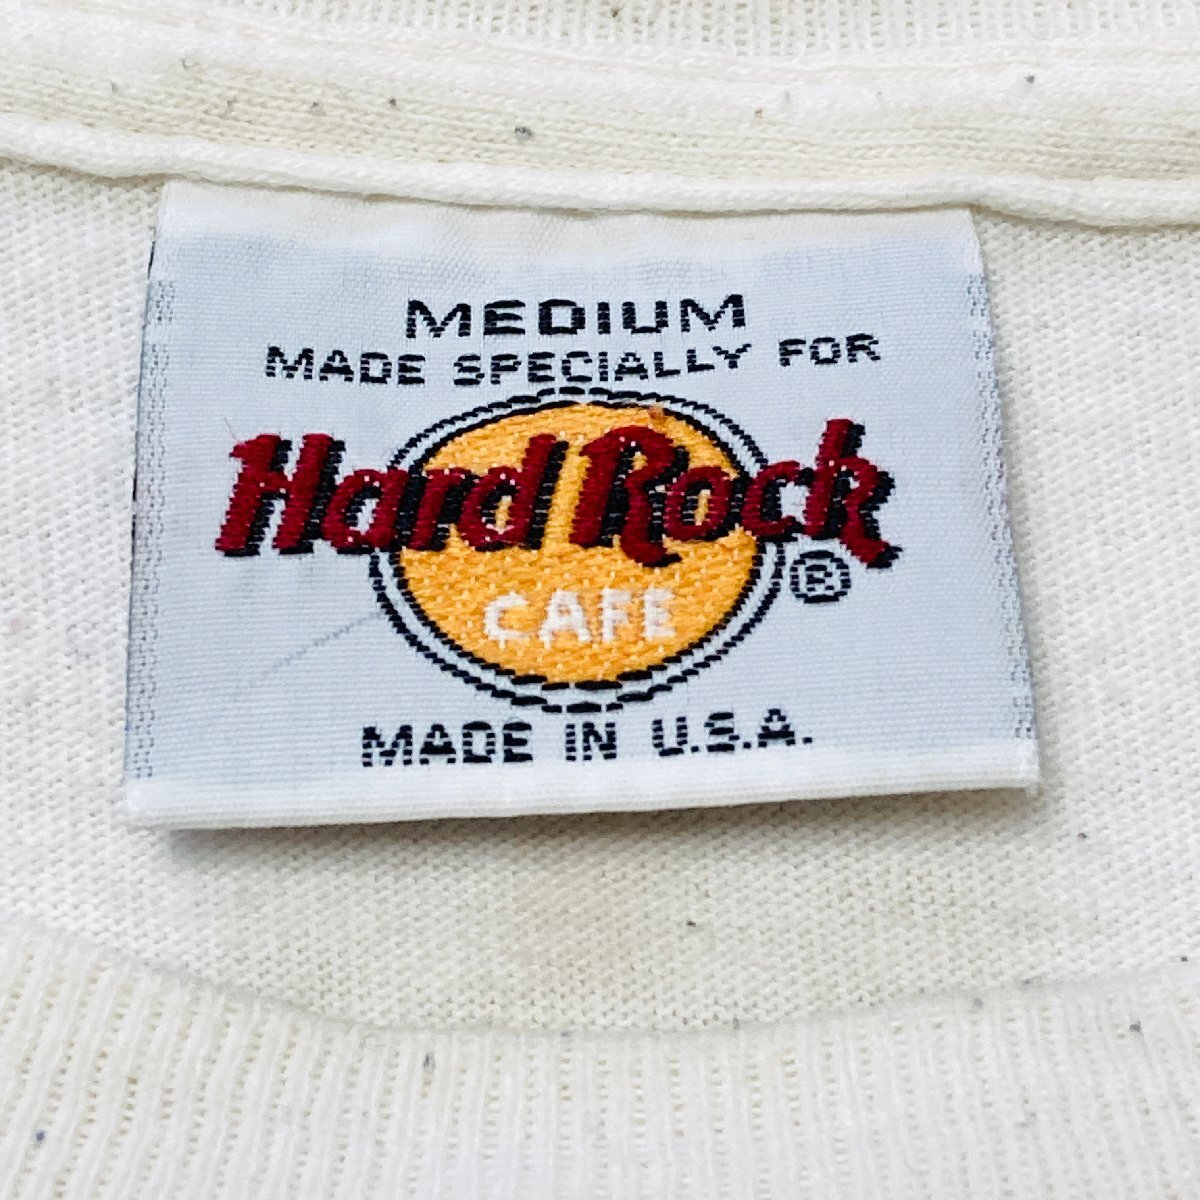 MEDIUM
MADE SPECIALLY FOR
Hard Rock
CAFE ®
MADE IN U.S.A.